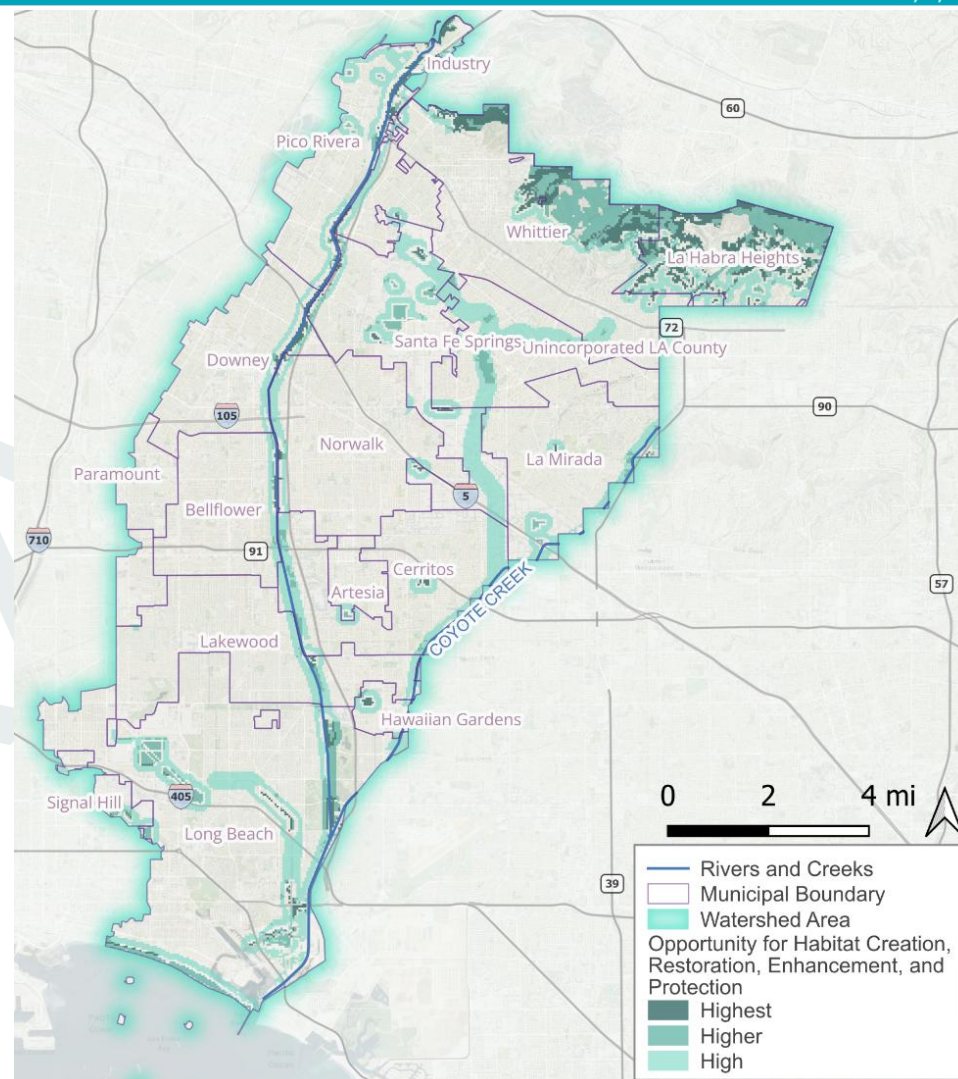 Industry
60
Pico Rivera
Whittier
La Habra Heights
72
Santa Fe Springs
Unincorporated LA County
Downey
105
90
Norwalk
La Mirada
Paramount
Bellflower
5
710
91
57
Cerritos
Artesia
COYOTE CREEK
Lakewood
Hawaiian Gardens
0 2 4 mi
Signal Hill
405
Long Beach
39
Rivers and Creeks
Municipal Boundary
Watershed Area
Opportunity for Habitat Creation,
Restoration, Enhancement, and
Protection
Highest
Higher
High